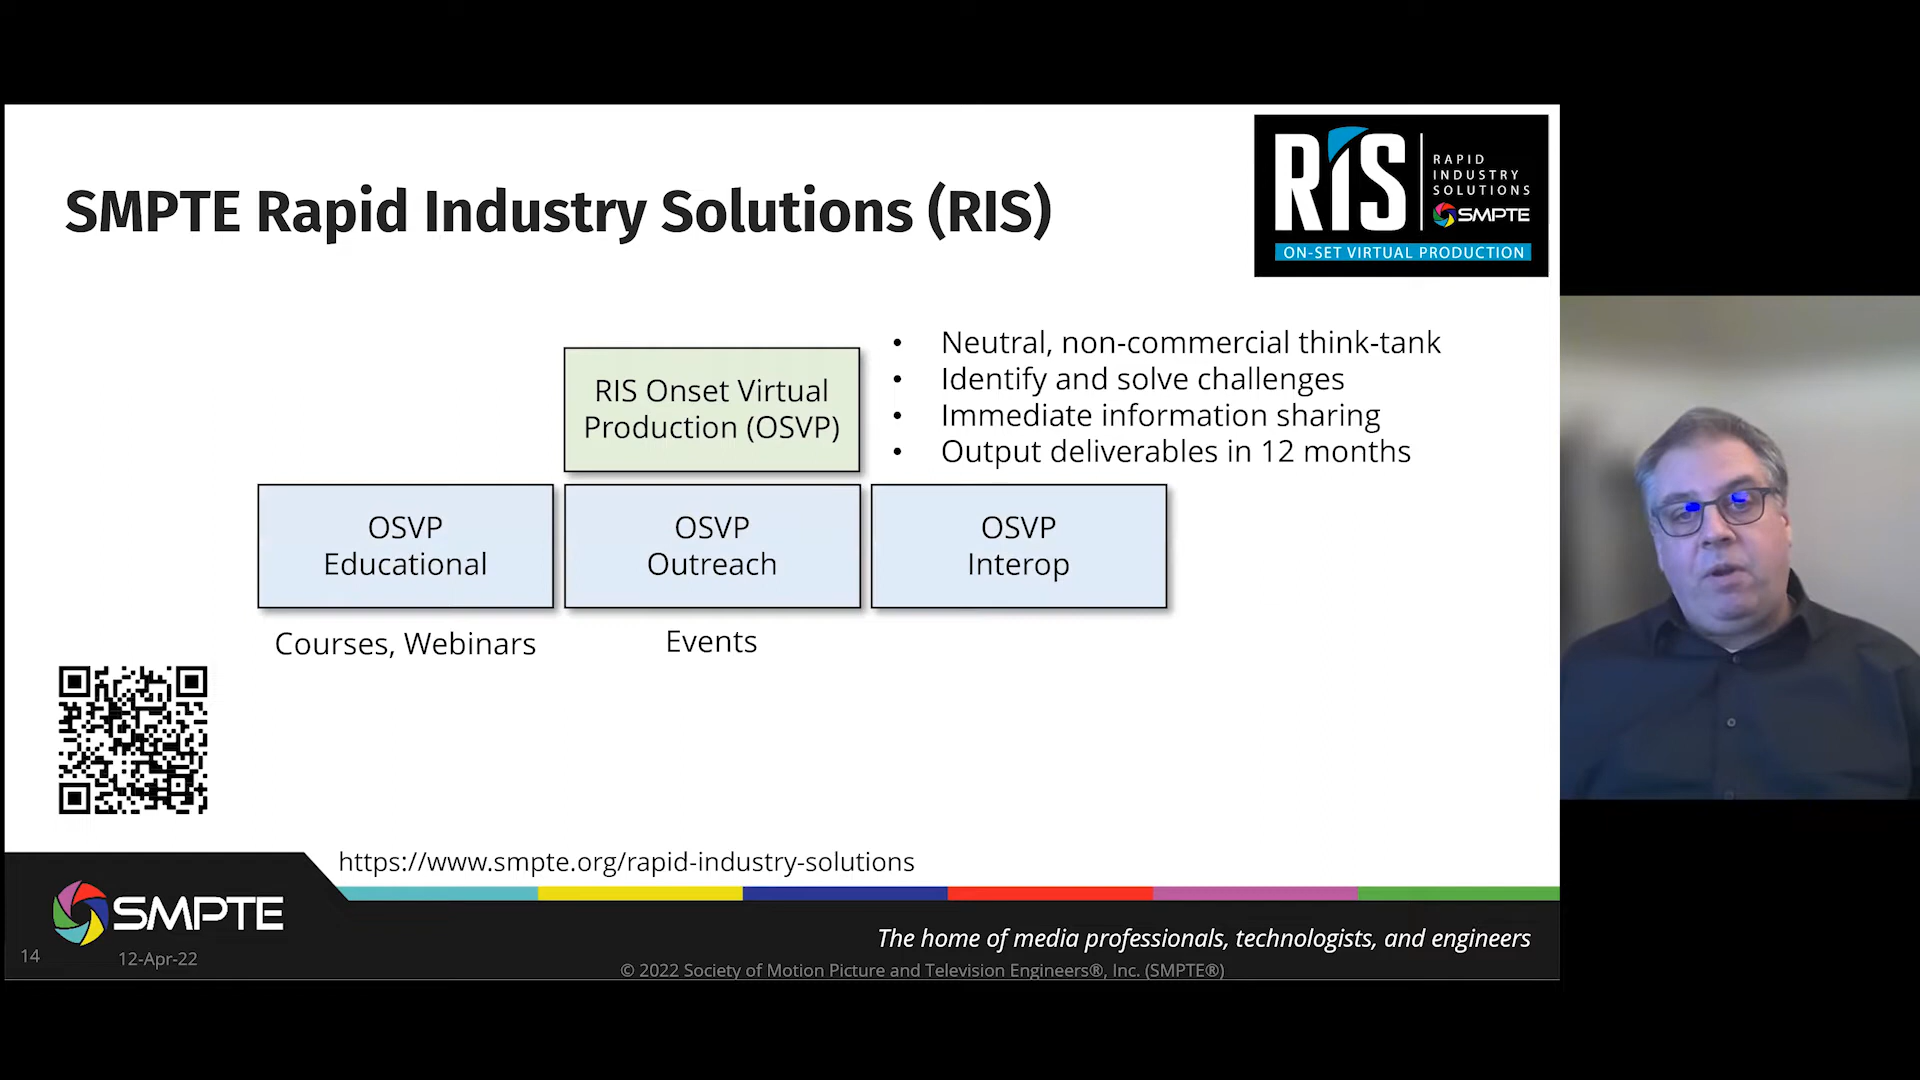 SMPTE Rapid Industry Solutions (RIS)
RIS
RAPID
INDUSTRY
SOLUTIONS
SMPTE
ON-SET VIRTUAL PRODUCTION
RIS Onset Virtual
Production (OSVP)
• Neutral, non-commercial think-tank
• Identify and solve challenges
• Immediate information sharing
• Output deliverables in 12 months
OSVP
Educational
OSVP
Outreach
OSVP
Interop
Courses, Webinars
Events
https://www.smpte.org/rapid-industry-solutions
SMPTE
The home of media professionals, technologists, and engineers
14
12-Apr-22
© 2022 Society of Motion Picture and Television Engineers®, Inc. (SMPTE®)